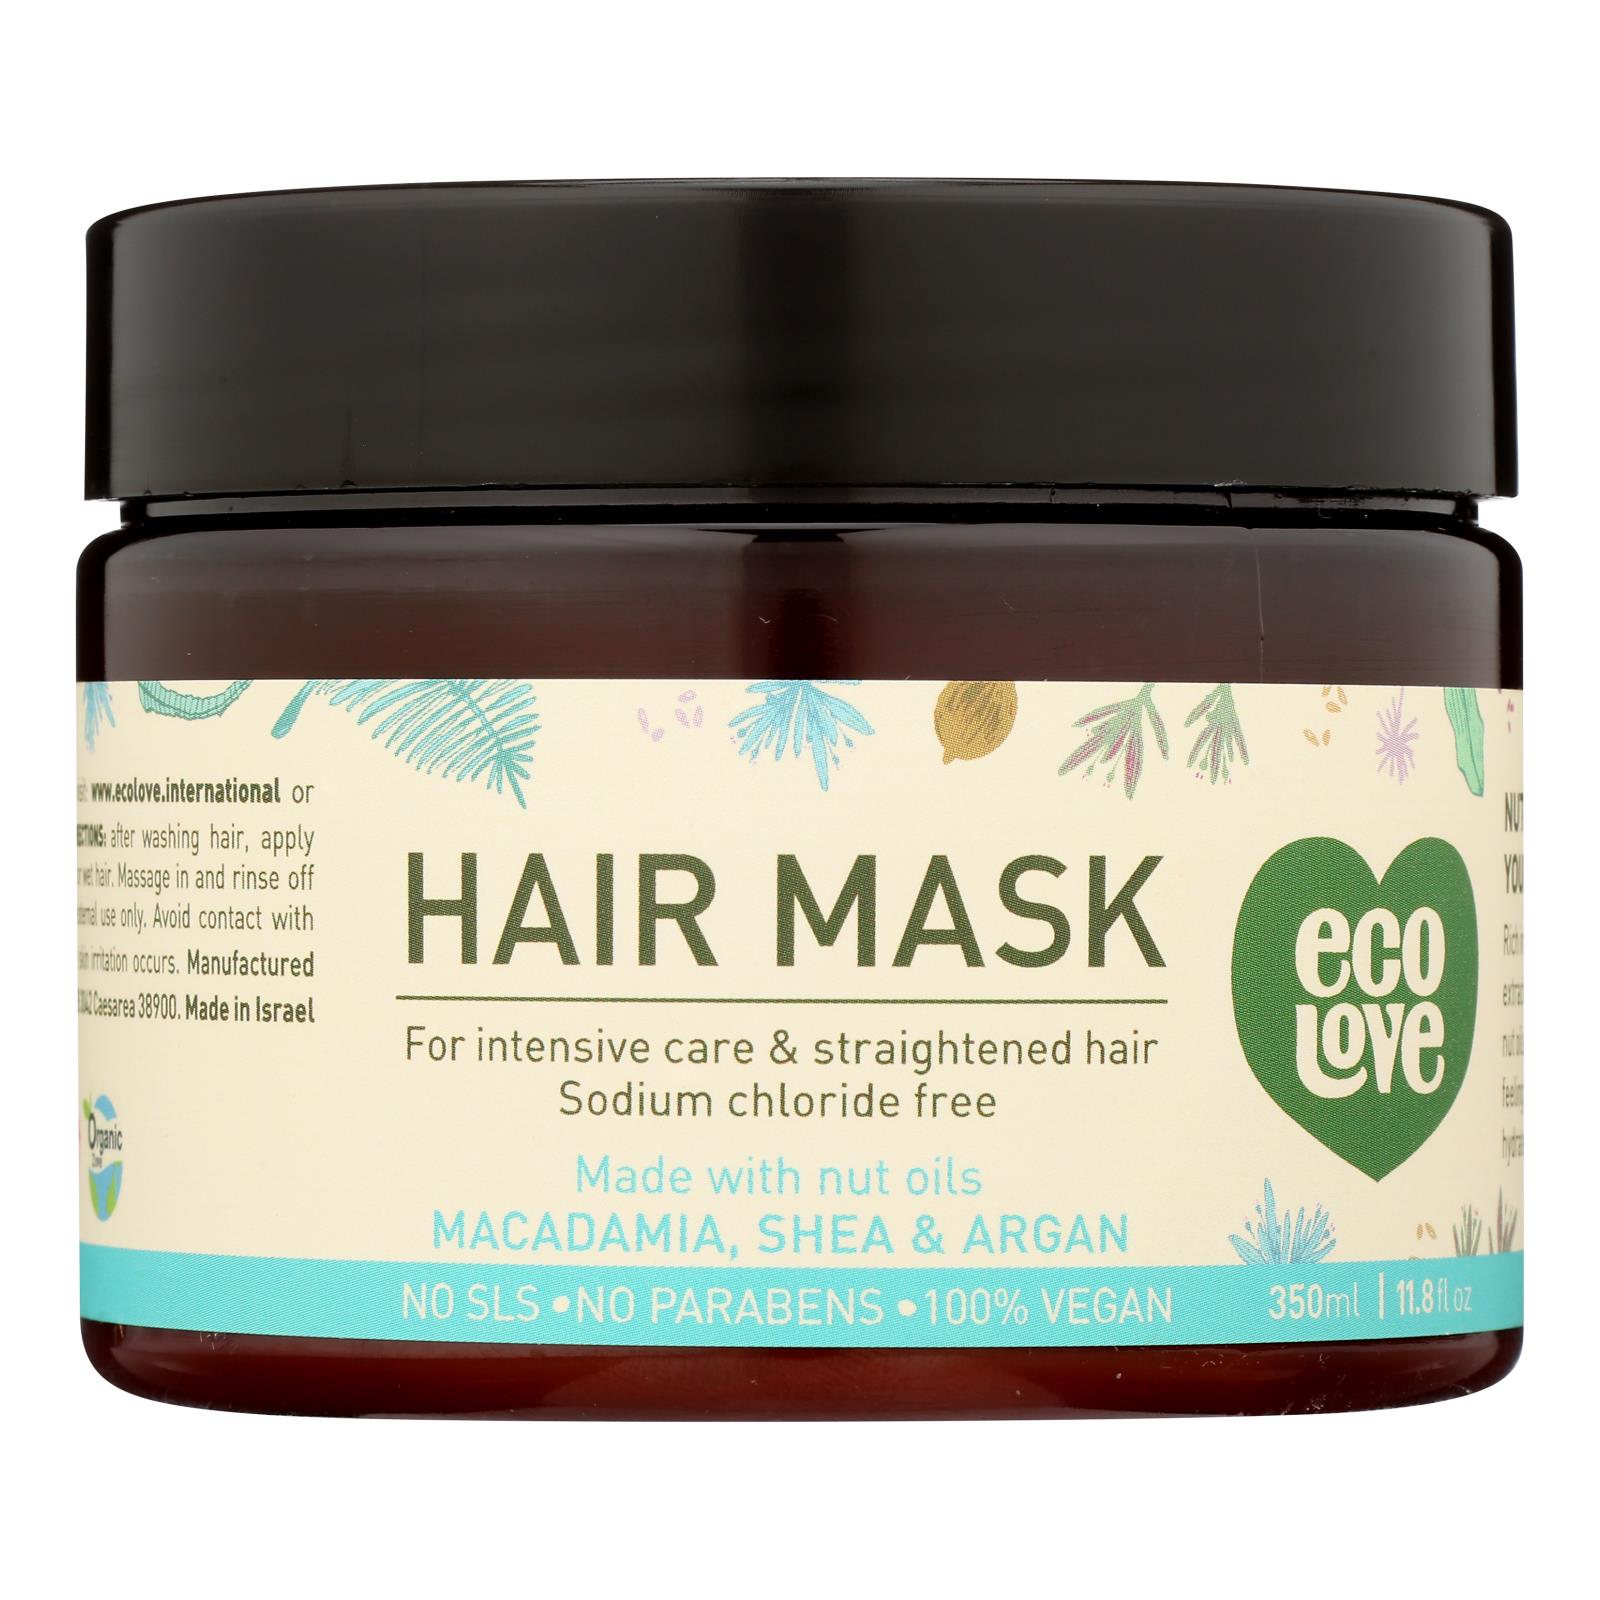 www.ecolove.international or
after washing hair, apply
wet hair. Massage in and rinse off
use only. Avoid contact with
skin irritation occurs. Manufactured
Caesarea 38900. Made in Israel
Organic
HAIR MASK
For intensive care & straightened hair
Sodium chloride free
Made with nut oils
MACADAMIA, SHEA & ARGAN
NO SLS • NO PARABENS • 100% VEGAN
eco
love
350ml | 11.8 fl oz